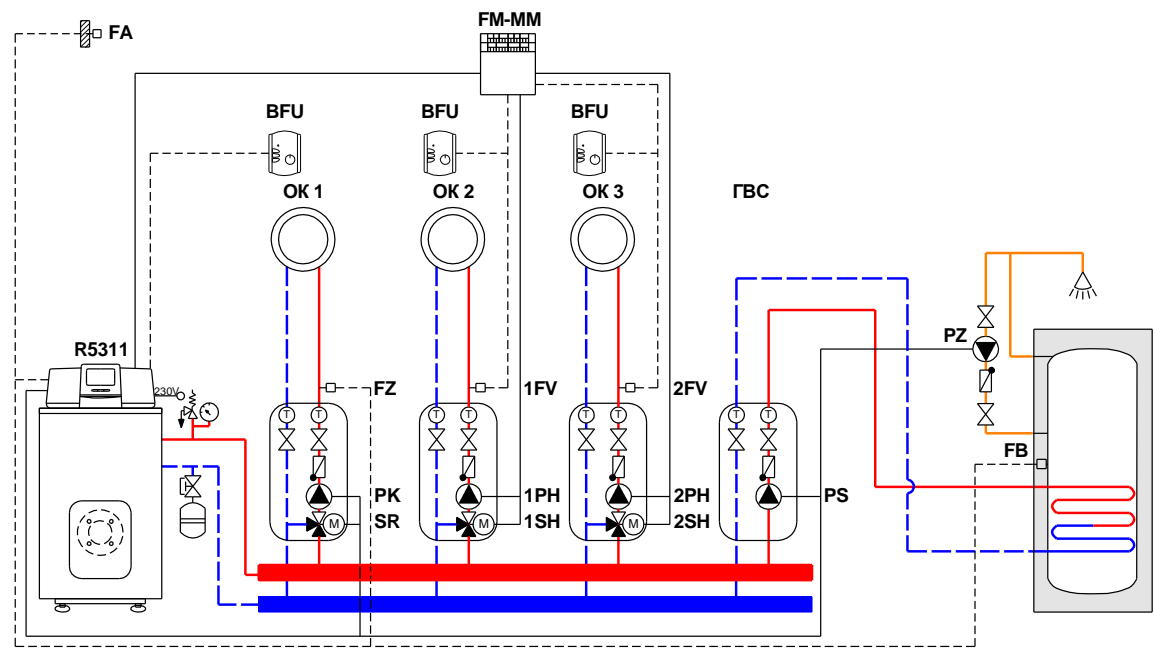 FM-MM
FA
BFU
BFU
BFU
ОК 1
ОК 2
ОК 3
ГВС
R5311
230V
PZ
FZ
1FV
2FV
T
T
T
T
T
T
T
T
FB
PK
1PH
2PH
PS
SR
M
1SH
M
2SH
M